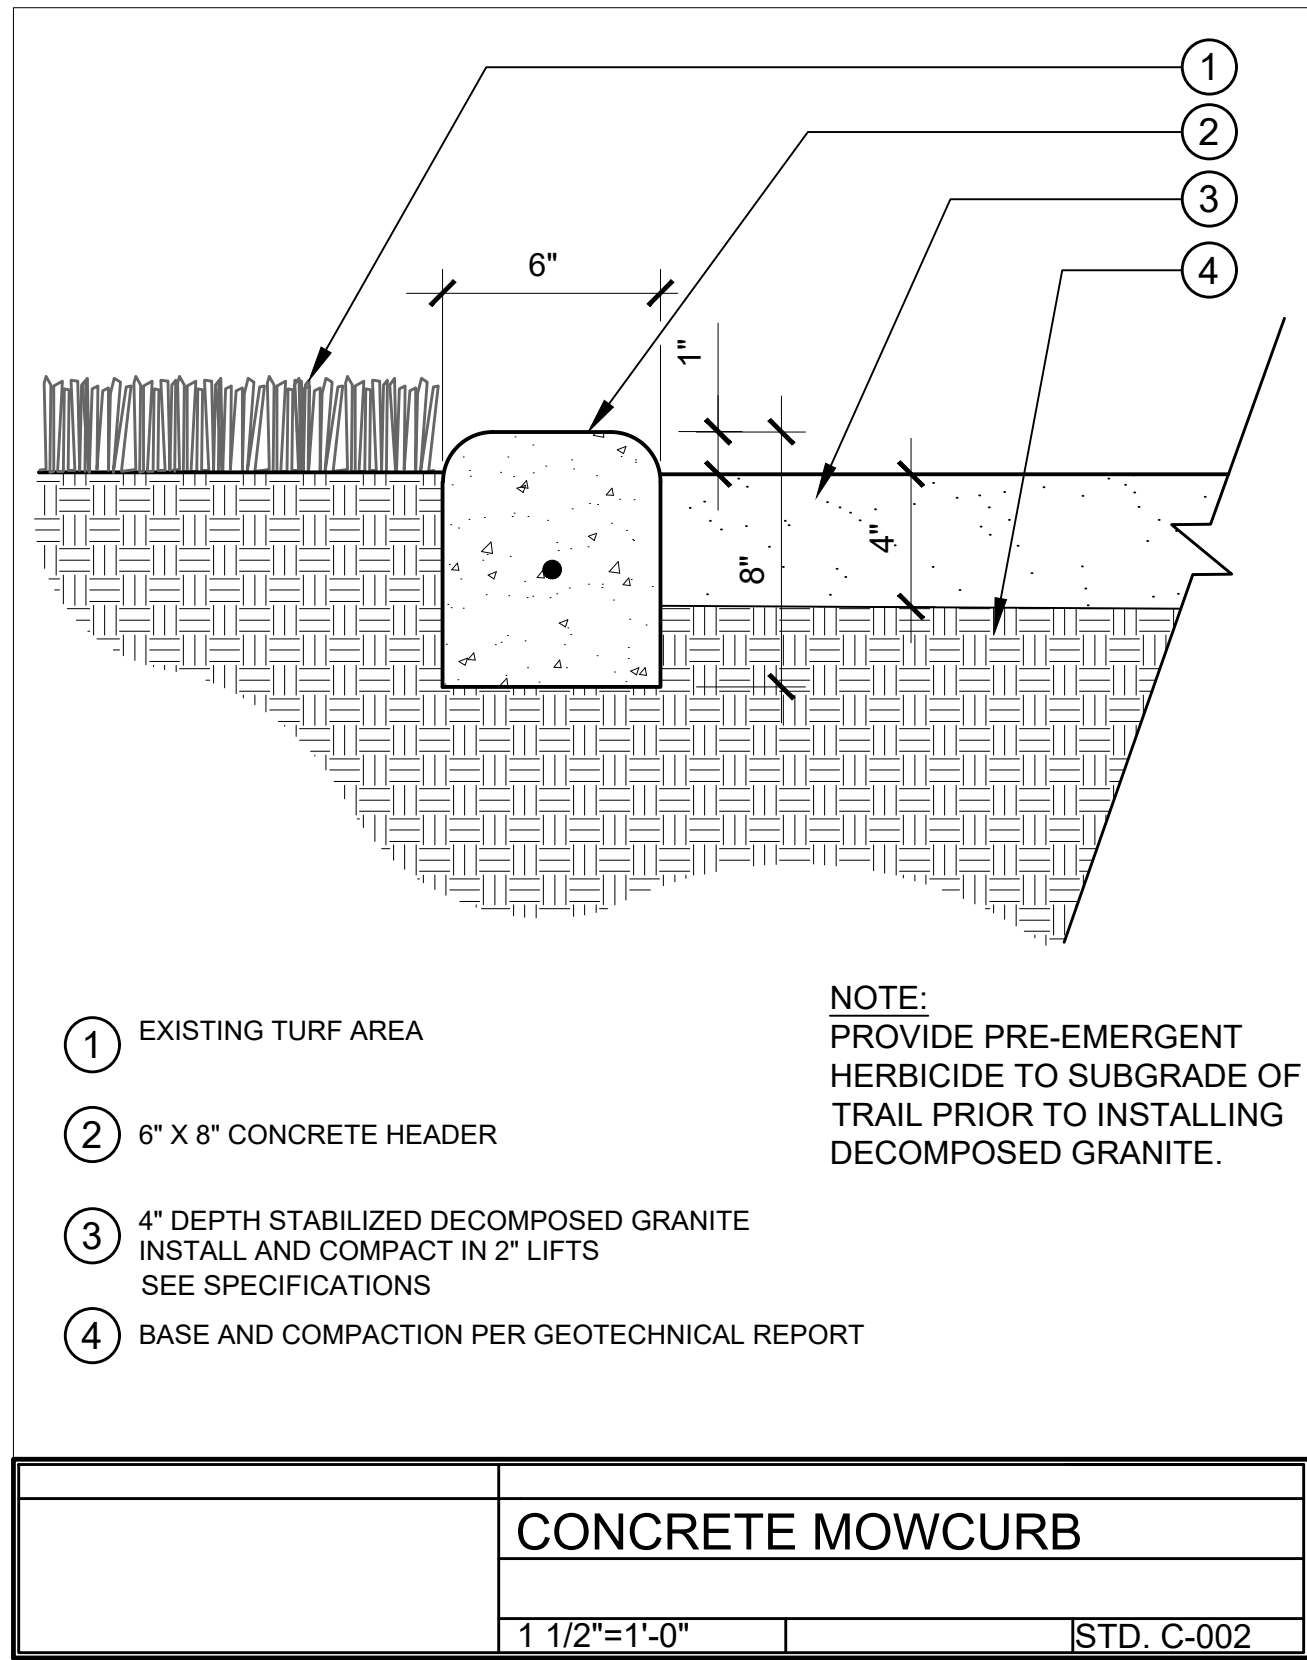 1
2
3
4
6"
1"
4"
8"
1 EXISTING TURF AREA
2 6" X 8" CONCRETE HEADER
3 4" DEPTH STABILIZED DECOMPOSED GRANITE
INSTALL AND COMPACT IN 2" LIFTS
SEE SPECIFICATIONS
4 BASE AND COMPACTION PER GEOTECHNICAL REPORT
NOTE:
PROVIDE PRE-EMERGENT
HERBICIDE TO SUBGRADE OF
TRAIL PRIOR TO INSTALLING
DECOMPOSED GRANITE.
CONCRETE MOWCURB
1 1/2"=1'-0" STD. C-002